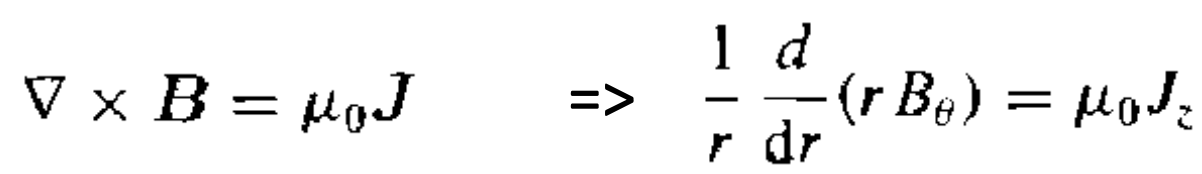 ∇ × B = μ₀J => 1/r d/dr (r B_θ) = μ₀J_z